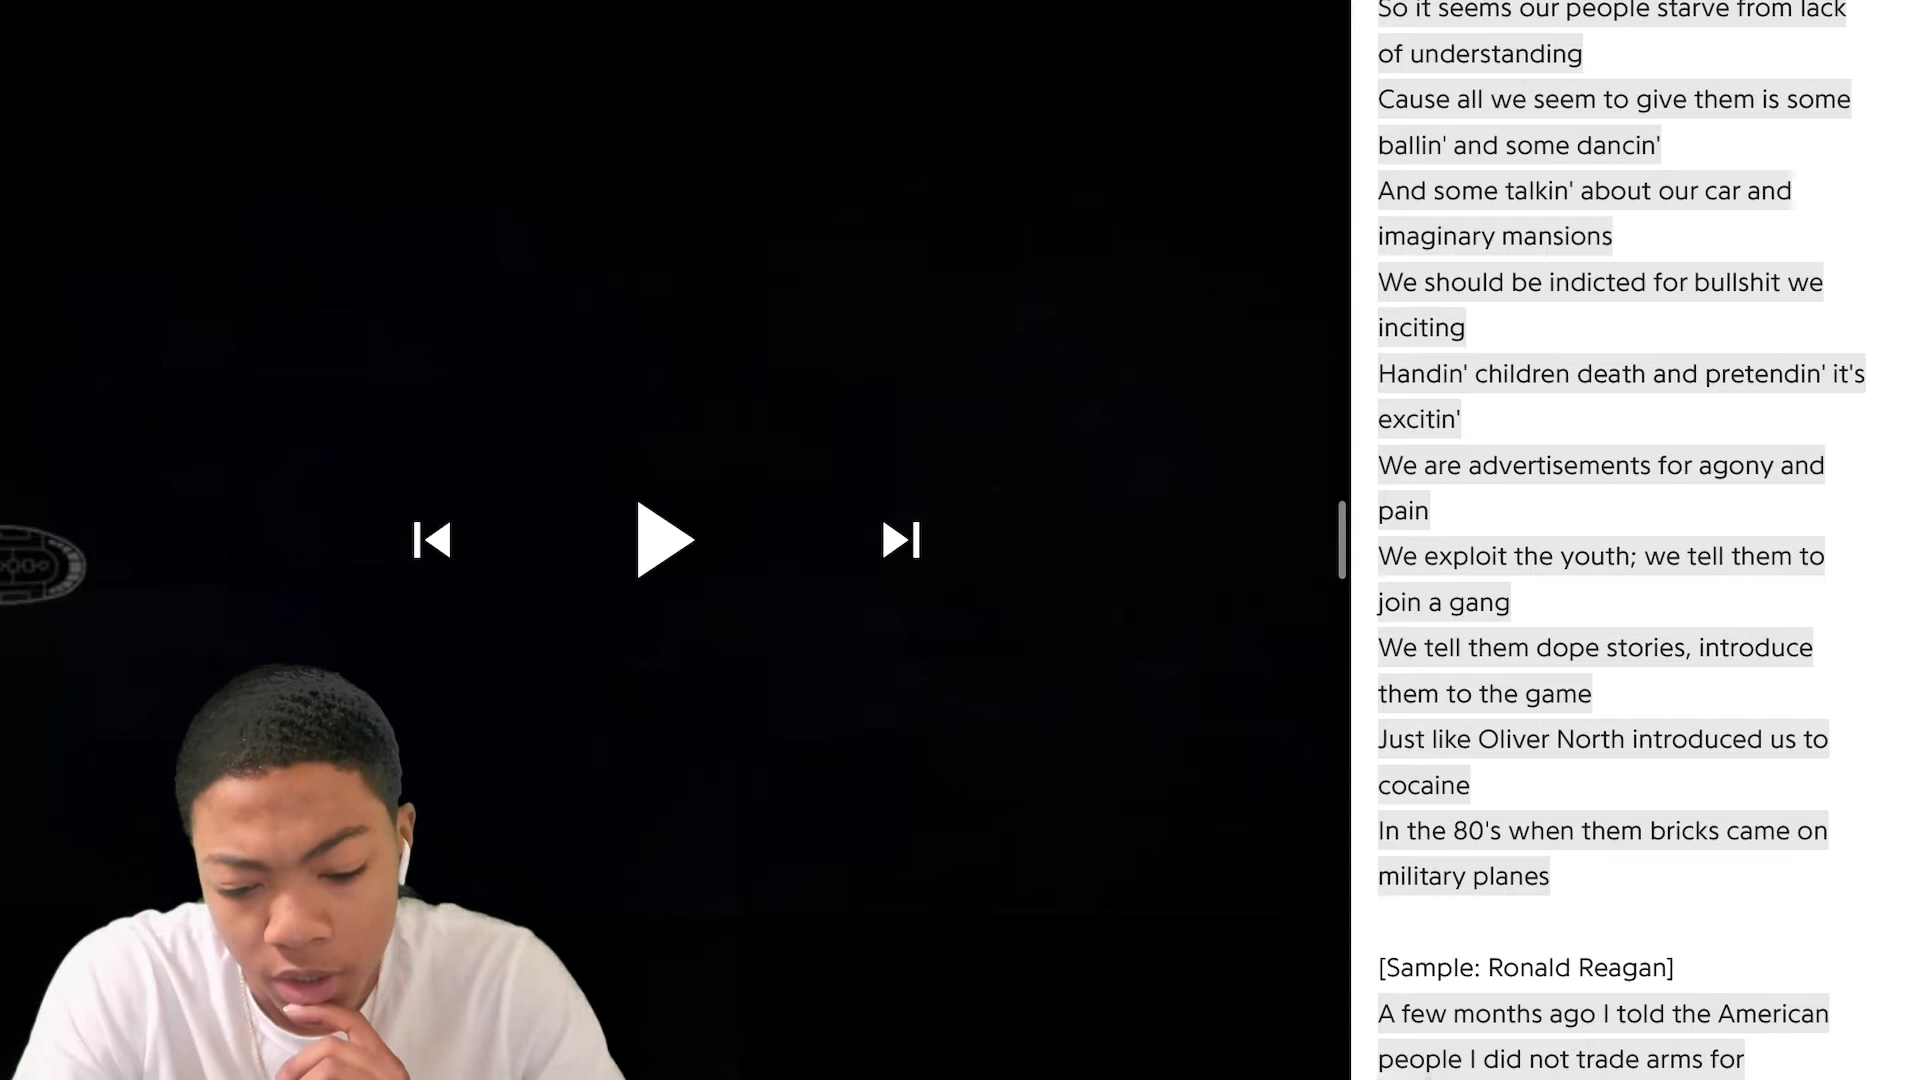 So it seems our people starve from lack
of understanding
Cause all we seem to give them is some
ballin' and some dancin'
And some talkin' about our car and
imaginary mansions
We should be indicted for bullshit we
inciting
Handin' children death and pretendin' it's
excitin'
We are advertisements for agony and
pain
We exploit the youth; we tell them to
join a gang
We tell them dope stories, introduce
them to the game
Just like Oliver North introduced us to
cocaine
In the 80's when them bricks came on
military planes
[Sample: Ronald Reagan]
A few months ago I told the American
people I did not trade arms for